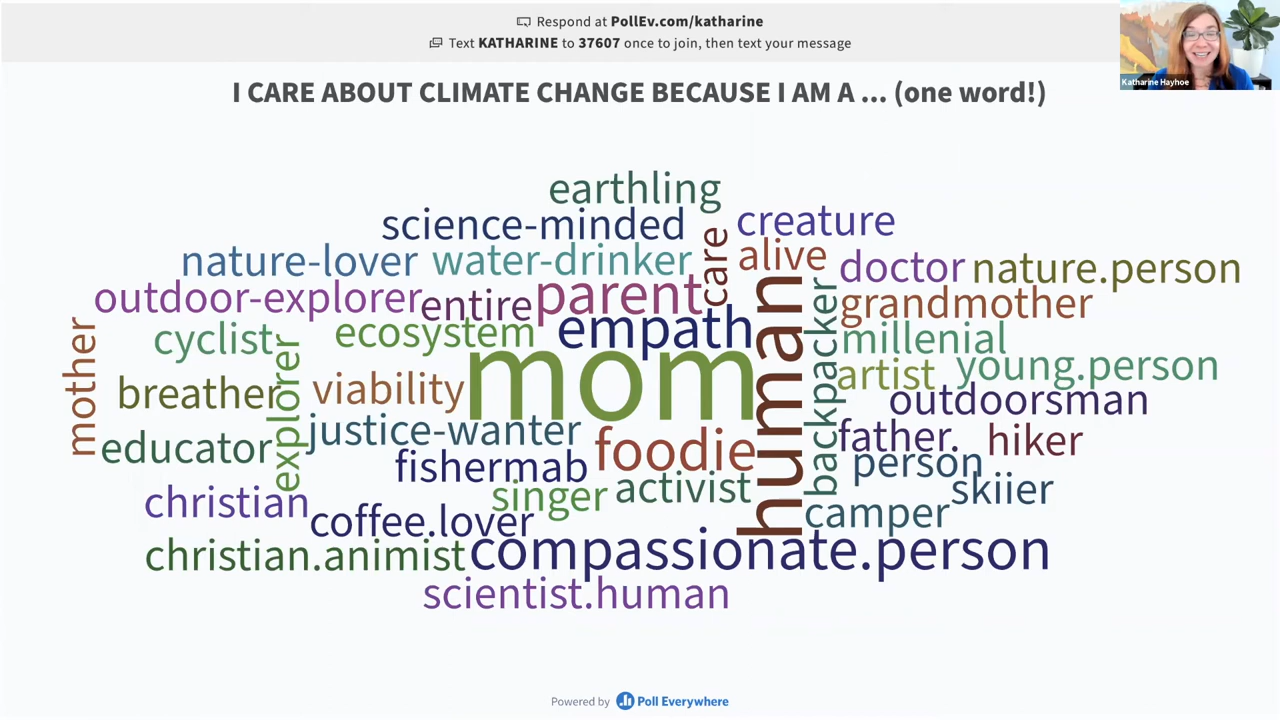 Respond at PollEv.com/katharine
Text KATHARINE to 37607 once to join, then text your message
Katharine Hayhoe
I CARE ABOUT CLIMATE CHANGE BECAUSE I AM A ... (one word!)
earthling
science-minded
creature
care
nature-lover
water-drinker
alive
doctor
nature.person
outdoor-explorer
entire
parent
human
backpacker
grandmother
mother
cyclist
explorer
ecosystem
empath
millenial
mom
artist
young.person
breather
viability
outdoorsman
justice-wanter
educator
foodie
father.
hiker
fishermab
person
christian
singer
activist
skiier
coffee.lover
camper
christian.animist
compassionate.person
scientist.human
Powered by Poll Everywhere